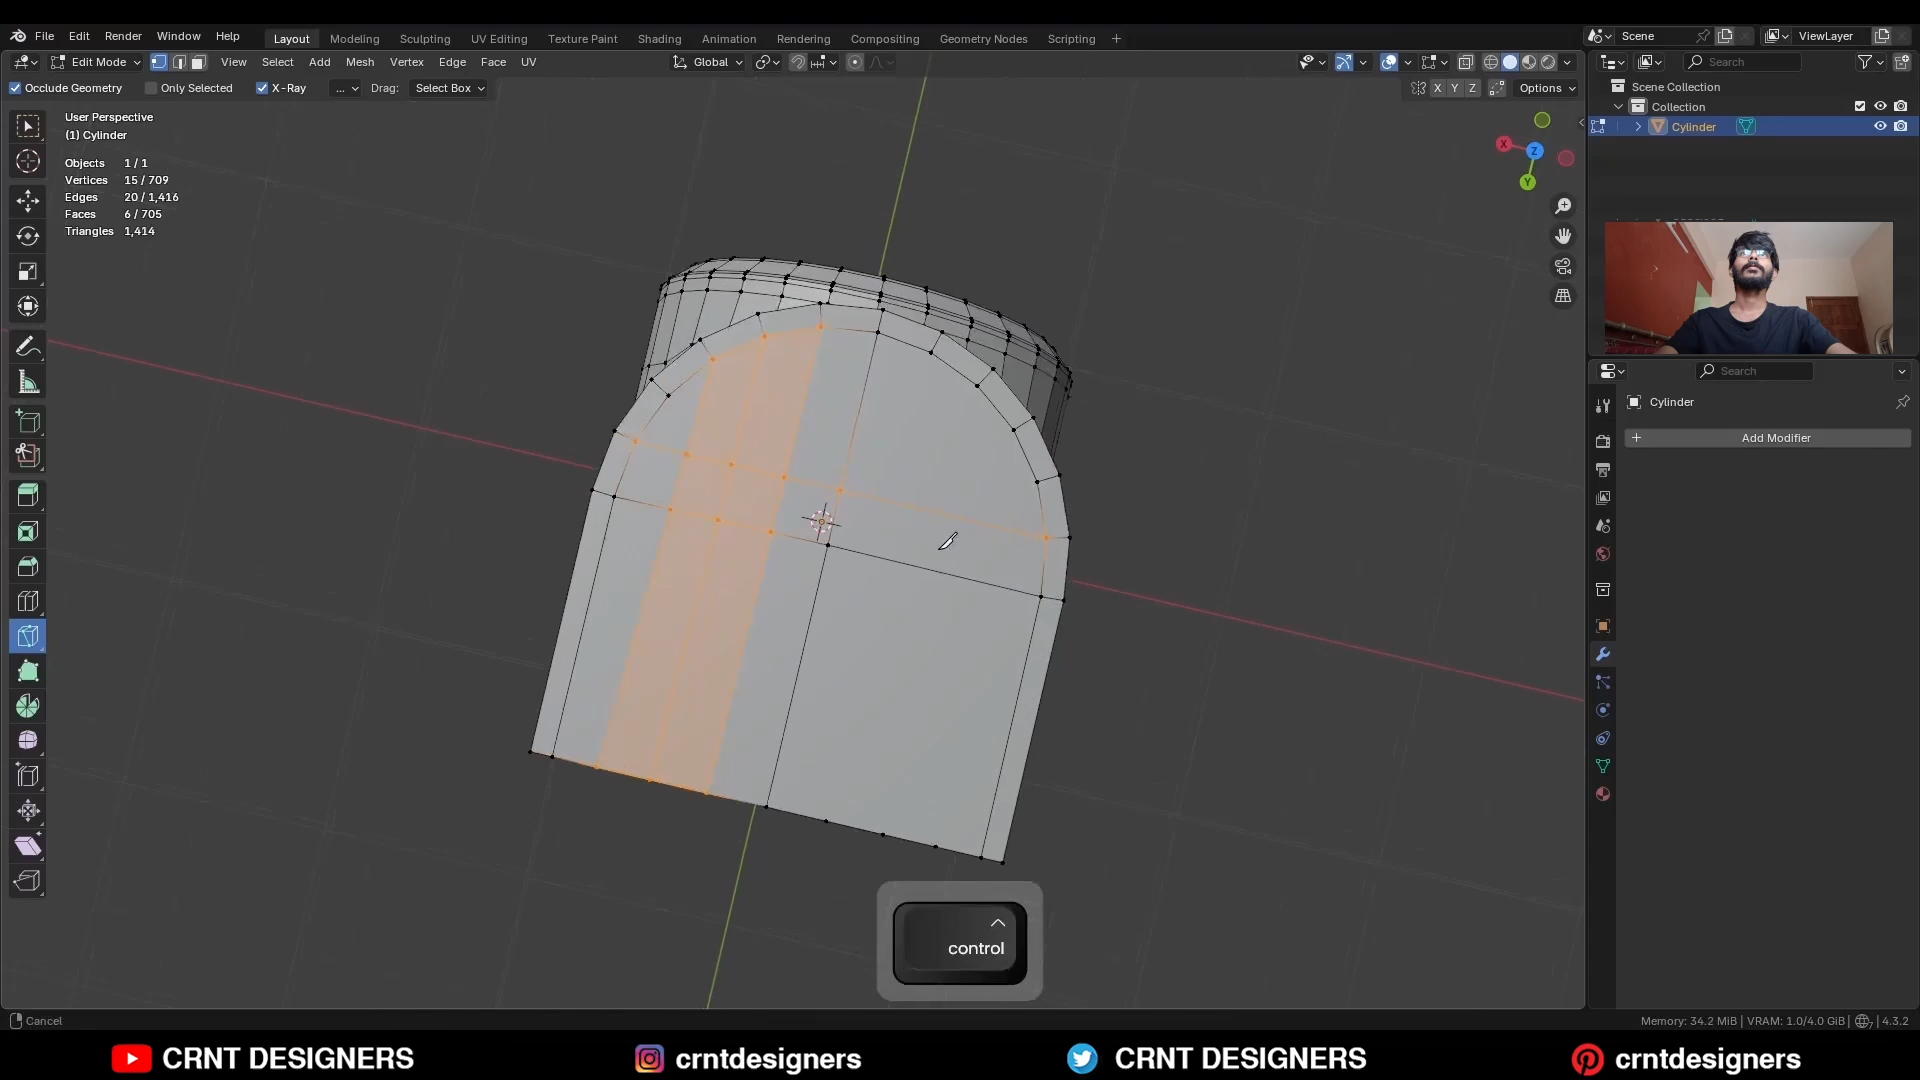 File Edit Render Window Help Layout Modeling Sculpting UV Editing Texture Paint Shading Animation Rendering Compositing Geometry Nodes Scripting + Scene ViewLayer
Edit Mode View Select Add Mesh Vertex Edge Face UV Global Search
Occlude Geometry Only Selected X-Ray ... Drag: Select Box X Y Z Options
Scene Collection
Collection
Cylinder
User Perspective
(1) Cylinder
Objects 1 / 1
Vertices 15 / 709
Edges 20 / 1,416
Faces 6 / 705
Triangles 1,414
X
Z
Y
Search
Cylinder
+ Add Modifier
control
Cancel
Memory: 34.2 MiB | VRAM: 1.0/4.0 GiB | 7 | 4.3.2
CRNT DESIGNERS crntdesigners CRNT DESIGNERS crntdesigners